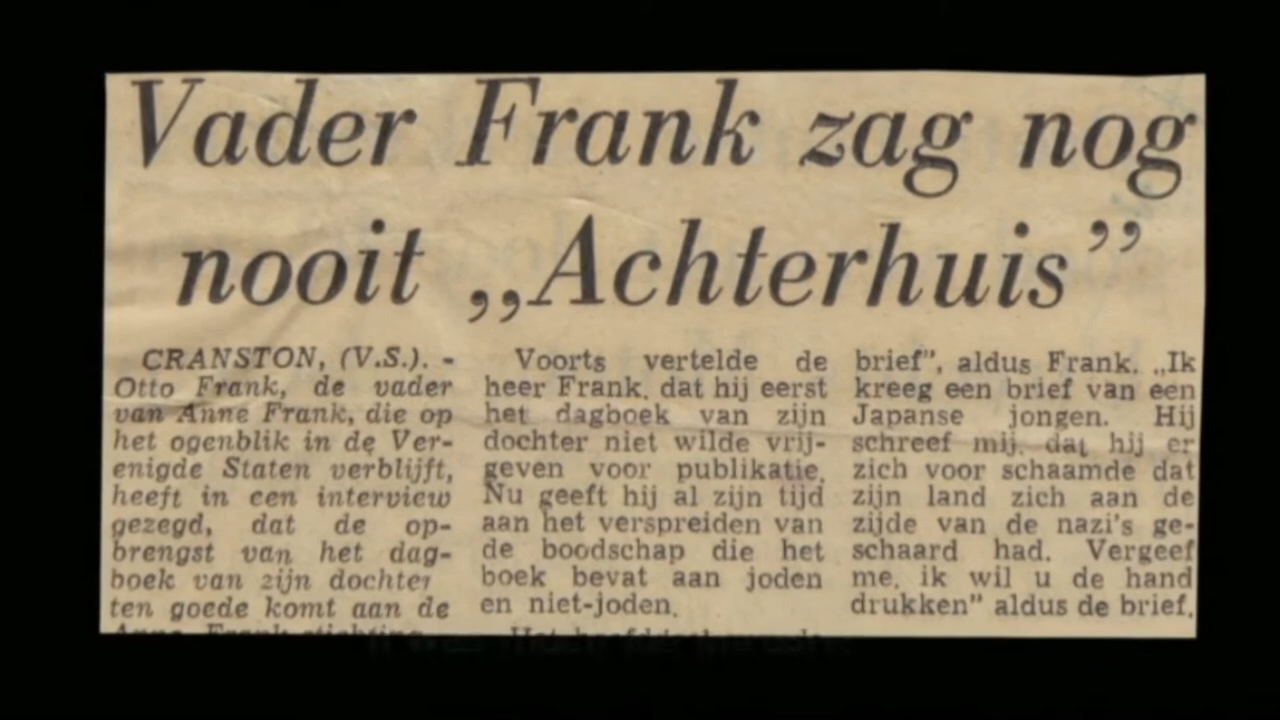 Vader Frank zag nog
nooit „Achterhuis”
CRANSTON, (V.S.). -
Otto Frank, de vader
van Anne Frank, die op
het ogenblik in de Ver-
enigde Staten verblijft,
heeft in een interview
gezegd, dat de op-
brengst van het dag-
boek van zijn dochter
ten goede komt aan de
Anne Frank stichting
Voorts vertelde de
heer Frank, dat hij eerst
het dagboek van zijn
dochter niet wilde vrij-
geven voor publikatie.
Nu geeft hij al zijn tijd
aan het verspreiden van
de boodschap die het
boek bevat aan joden
en niet-joden.
brief”, aldus Frank. „Ik
kreeg een brief van een
Japanse jongen. Hij
schreef mij, dat hij er
zich voor schaamde dat
zijn land zich aan de
zijde van de nazi's ge-
schaard had. Vergeef
me, ik wil u de hand
drukken” aldus de brief.